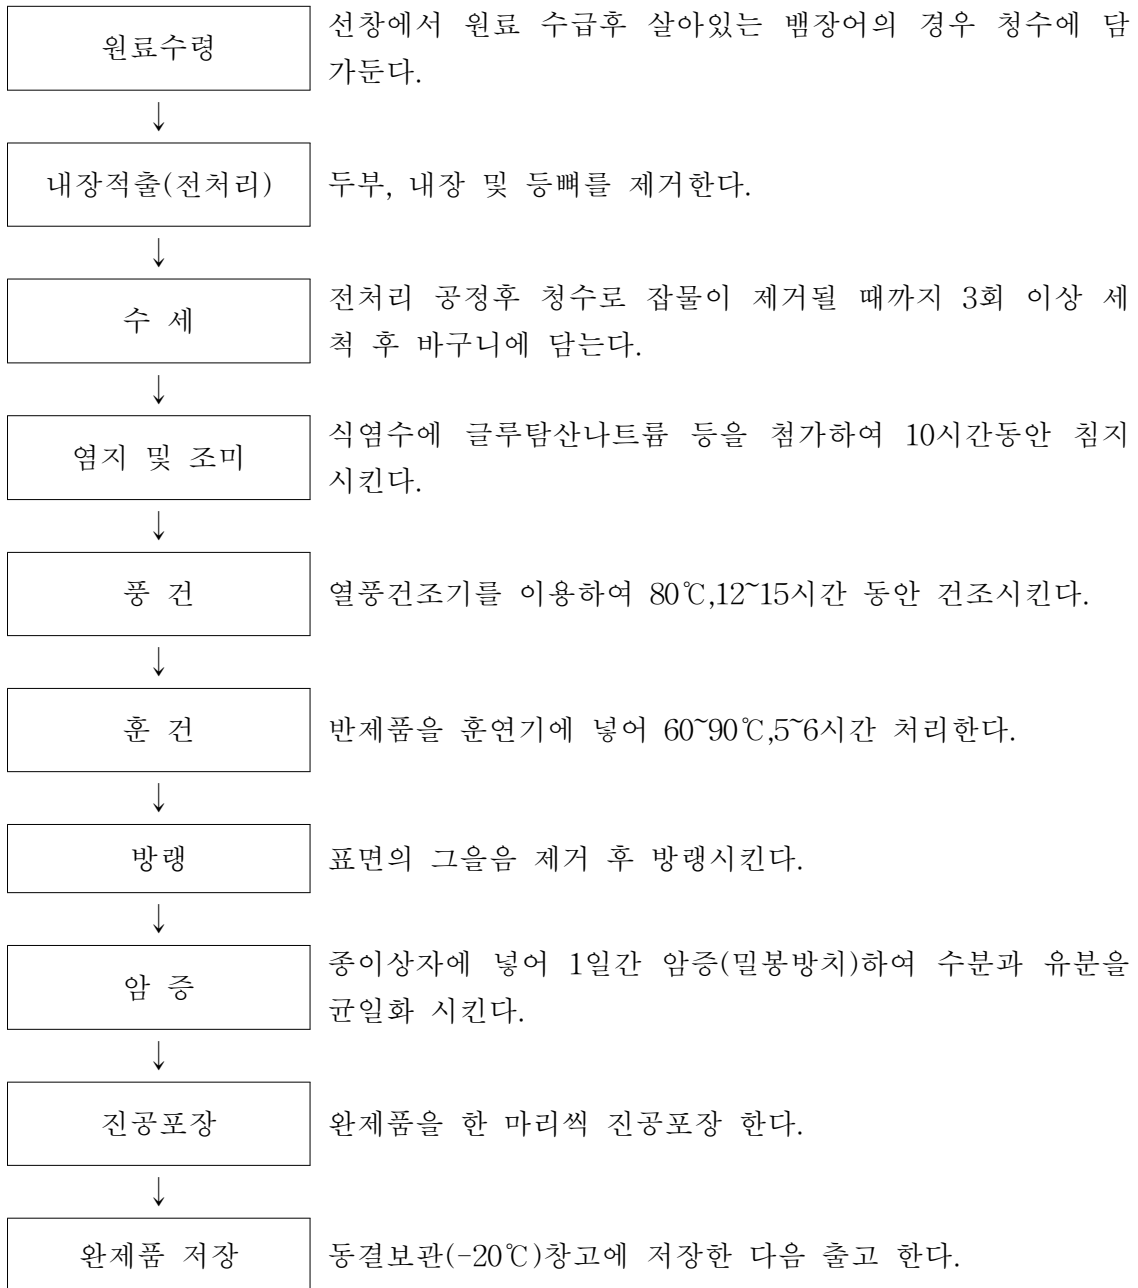 원료수령
선창에서 원료 수급후 살아있는 뱀장어의 경우 청수에 담
가둔다.
↓
내장적출(전처리)
두부, 내장 및 등뼈를 제거한다.
↓
수 세
전처리 공정후 청수로 잡물이 제거될 때까지 3회 이상 세
척 후 바구니에 담는다.
↓
염지 및 조미
식염수에 글루탐산나트륨 등을 첨가하여 10시간동안 침지
시킨다.
↓
풍 건
열풍건조기를 이용하여 80℃,12~15시간 동안 건조시킨다.
↓
훈 건
반제품을 훈연기에 넣어 60~90℃,5~6시간 처리한다.
↓
방랭
표면의 그을음 제거 후 방랭시킨다.
↓
암 증
종이상자에 넣어 1일간 암증(밀봉방치)하여 수분과 유분을
균일화 시킨다.
↓
진공포장
완제품을 한 마리씩 진공포장 한다.
↓
완제품 저장
동결보관(-20℃)창고에 저장한 다음 출고 한다.